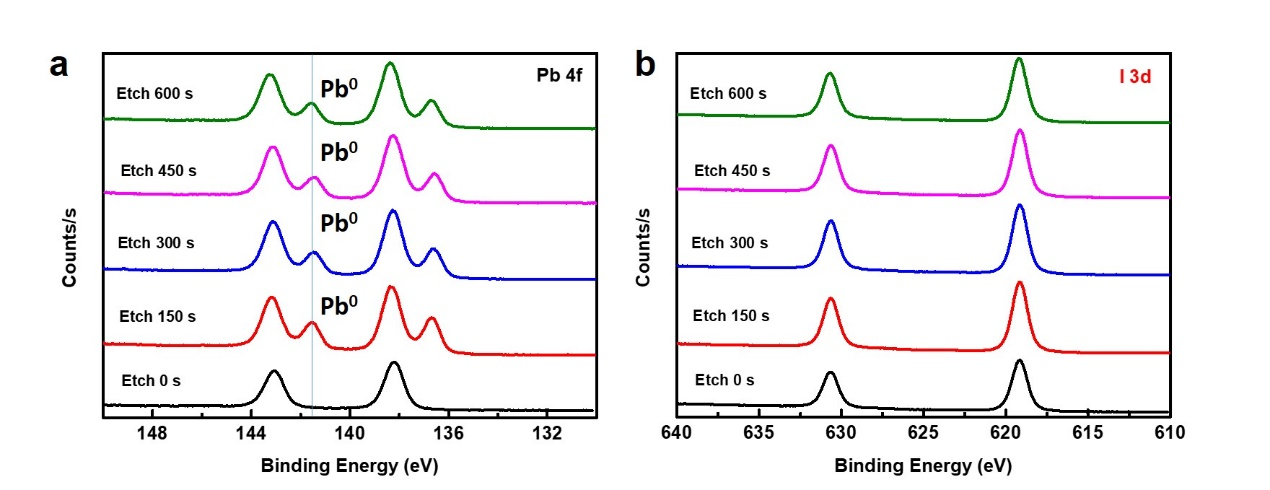 a
Pb 4f
Etch 600 s
Pb⁰
Etch 450 s
Pb⁰
Etch 300 s
Pb⁰
Etch 150 s
Pb⁰
Etch 0 s
Counts/s
148 144 140 136 132
Binding Energy (eV)
b
I 3d
Etch 600 s
Etch 450 s
Etch 300 s
Etch 150 s
Etch 0 s
Counts/s
640 635 630 625 620 615 610
Binding Energy (eV)